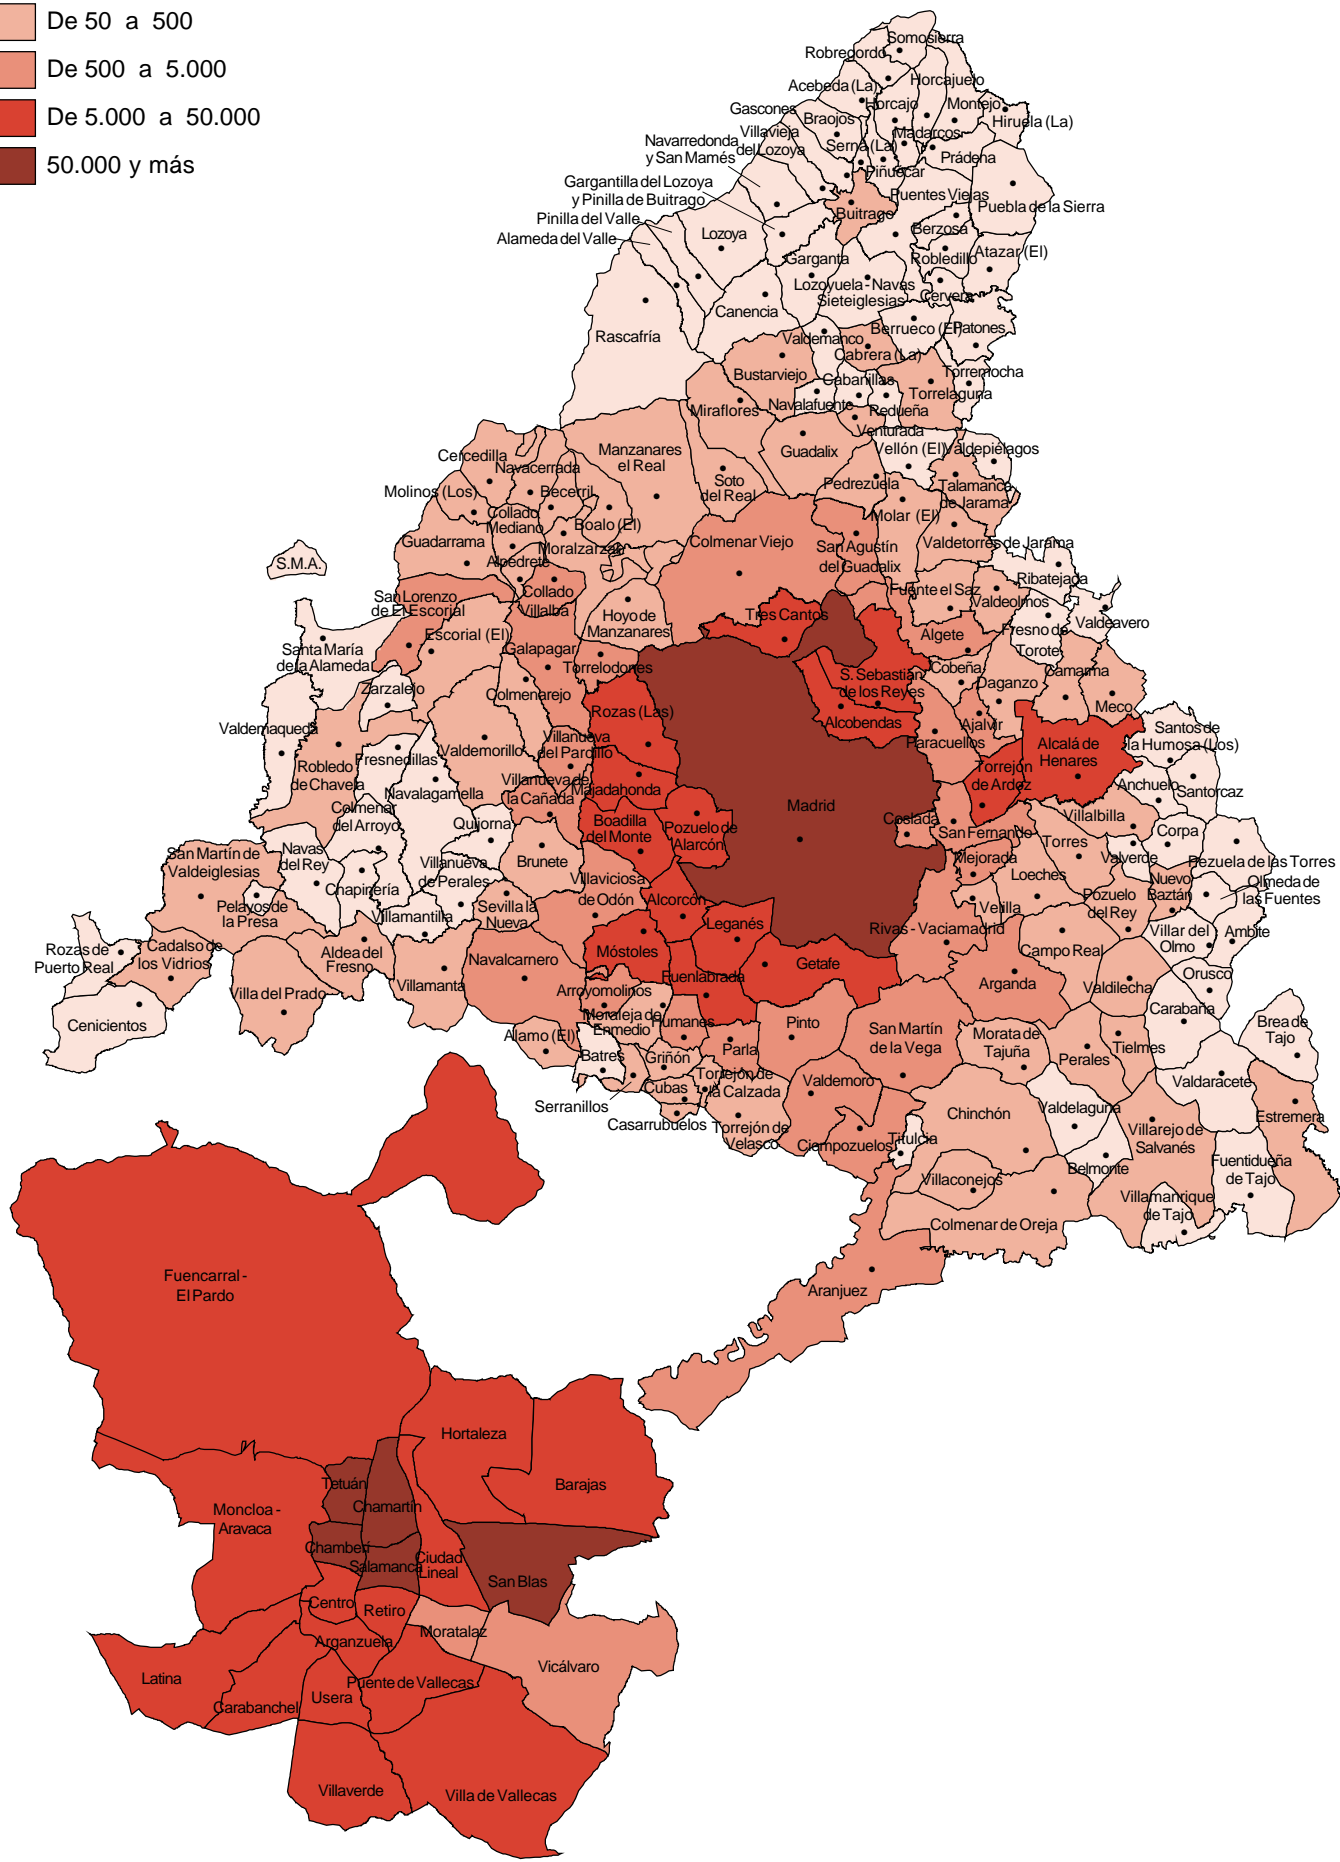 De 50 a 500
De 500 a 5.000
De 5.000 a 50.000
50.000 y más
Somosierra
Robregordo
Acebeda (La)
Horcajuelo
Horcajo
Montejo
Gascones
Braojos
Hiruela (La)
Villavieja
del Lozoya
Madarcos
Navarredonda
y San Mamés
Serna (La)
Prádena
Piñuécar
Gargantilla del Lozoya
y Pinilla de Buitrago
Puentes Viejas
Puebla de la Sierra
Buitrago
Pinilla del Valle
Alameda del Valle
Lozoya
Berzosa
Garganta
Robledillo
Atazar (El)
Lozoyuela - Navas
Sieteiglesias
Cervera
Canencia
Rascafría
Valdemanco
Berrueco (El)
Patones
Cabrera (La)
Bustarviejo
Cabanillas
Torremocha
Torrelaguna
Miraflores
Navalafuente
Redueña
Venturada
Guadalix
Vellón (El)
Valdepiélagos
Cercedilla
Navacerrada
Manzanares
el Real
Soto
del Real
Pedrezuela
Talamanca
de Jarama
Molinos (Los)
Becerril
Collado
Mediano
Boalo (El)
Molar (El)
Guadarrama
Moralzarzal
Colmenar Viejo
San Agustín
del Guadalix
Valdetorres de Jarama
S.M.A.
Alpedrete
Ribatejada
San Lorenzo
de El Escorial
Collado
Villalba
Fuente el Saz
Valdeolmos
Hoyo de
Manzanares
Tres Cantos
Valdeavero
Escorial (El)
Algete
Fresno de
Torote
Santa María
de la Alameda
Galapagar
Torrelodones
S. Sebastián
de los Reyes
Cobeña
Camarma
Zarzalejo
Colmenarejo
Daganzo
Meco
Rozas (Las)
Alcobendas
Ajalvir
Valdemaqueda
Valdemorillo
Villanueva
del Pardillo
Paracuellos
Alcalá de
Henares
Santos de
la Humosa (Los)
Fresnedillas
Robledo
de Chavela
Villanueva de
la Cañada
Majadahonda
Torrejón
de Ardoz
Anchuelo
Santorcaz
Navalagamella
Colmenar
del Arroyo
Madrid
Quijorna
Boadilla
del Monte
Pozuelo de
Alarcón
Coslada
San Fernando
Villalbilla
Corpa
Torres
Navas
del Rey
San Martín de
Valdeiglesias
Villanueva
de Perales
Brunete
Mejorada
Valverde
Pezuela de las Torres
Chapinería
Villaviciosa
de Odón
Loeches
Nuevo
Baztán
Olmeda de
las Fuentes
Pelayos de
la Presa
Sevilla la
Nueva
Alcorcón
Velilla
Pozuelo
del Rey
Villamantilla
Leganés
Rivas - Vaciamadrid
Villar del
Olmo
Ambite
Rozas de
Puerto Real
Cadalso de
los Vidrios
Aldea del
Fresno
Navalcarnero
Móstoles
Getafe
Campo Real
Fuenlabrada
Arganda
Orusco
Villa del Prado
Villamanta
Arroyomolinos
Valdilecha
Carabaña
Cenicientos
Moraleja de
Enmedio
Humanes
Pinto
San Martín
de la Vega
Morata de
Tajuña
Tielmes
Brea de
Tajo
Alamo (El)
Perales
Batres
Griñón
Parla
Valdemoro
Valdaracete
Cubas
Torrejón de
la Calzada
Serranillos
Chinchón
Valdelaguna
Estremera
Casarrubuelos
Torrejón de
Velasco
Ciempozuelos
Titulcia
Villarejo de
Salvanés
Belmonte
Fuentidueña
de Tajo
Villaconejos
Villamanrique
de Tajo
Colmenar de Oreja
Aranjuez
Fuencarral -
El Pardo
Hortaleza
Barajas
Tetuán
Chamartín
Moncloa -
Aravaca
Chamberí
Salamanca
Ciudad
Lineal
San Blas
Centro
Retiro
Moratalaz
Arganzuela
Vicálvaro
Latina
Puente de Vallecas
Carabanchel
Usera
Villaverde
Villa de Vallecas